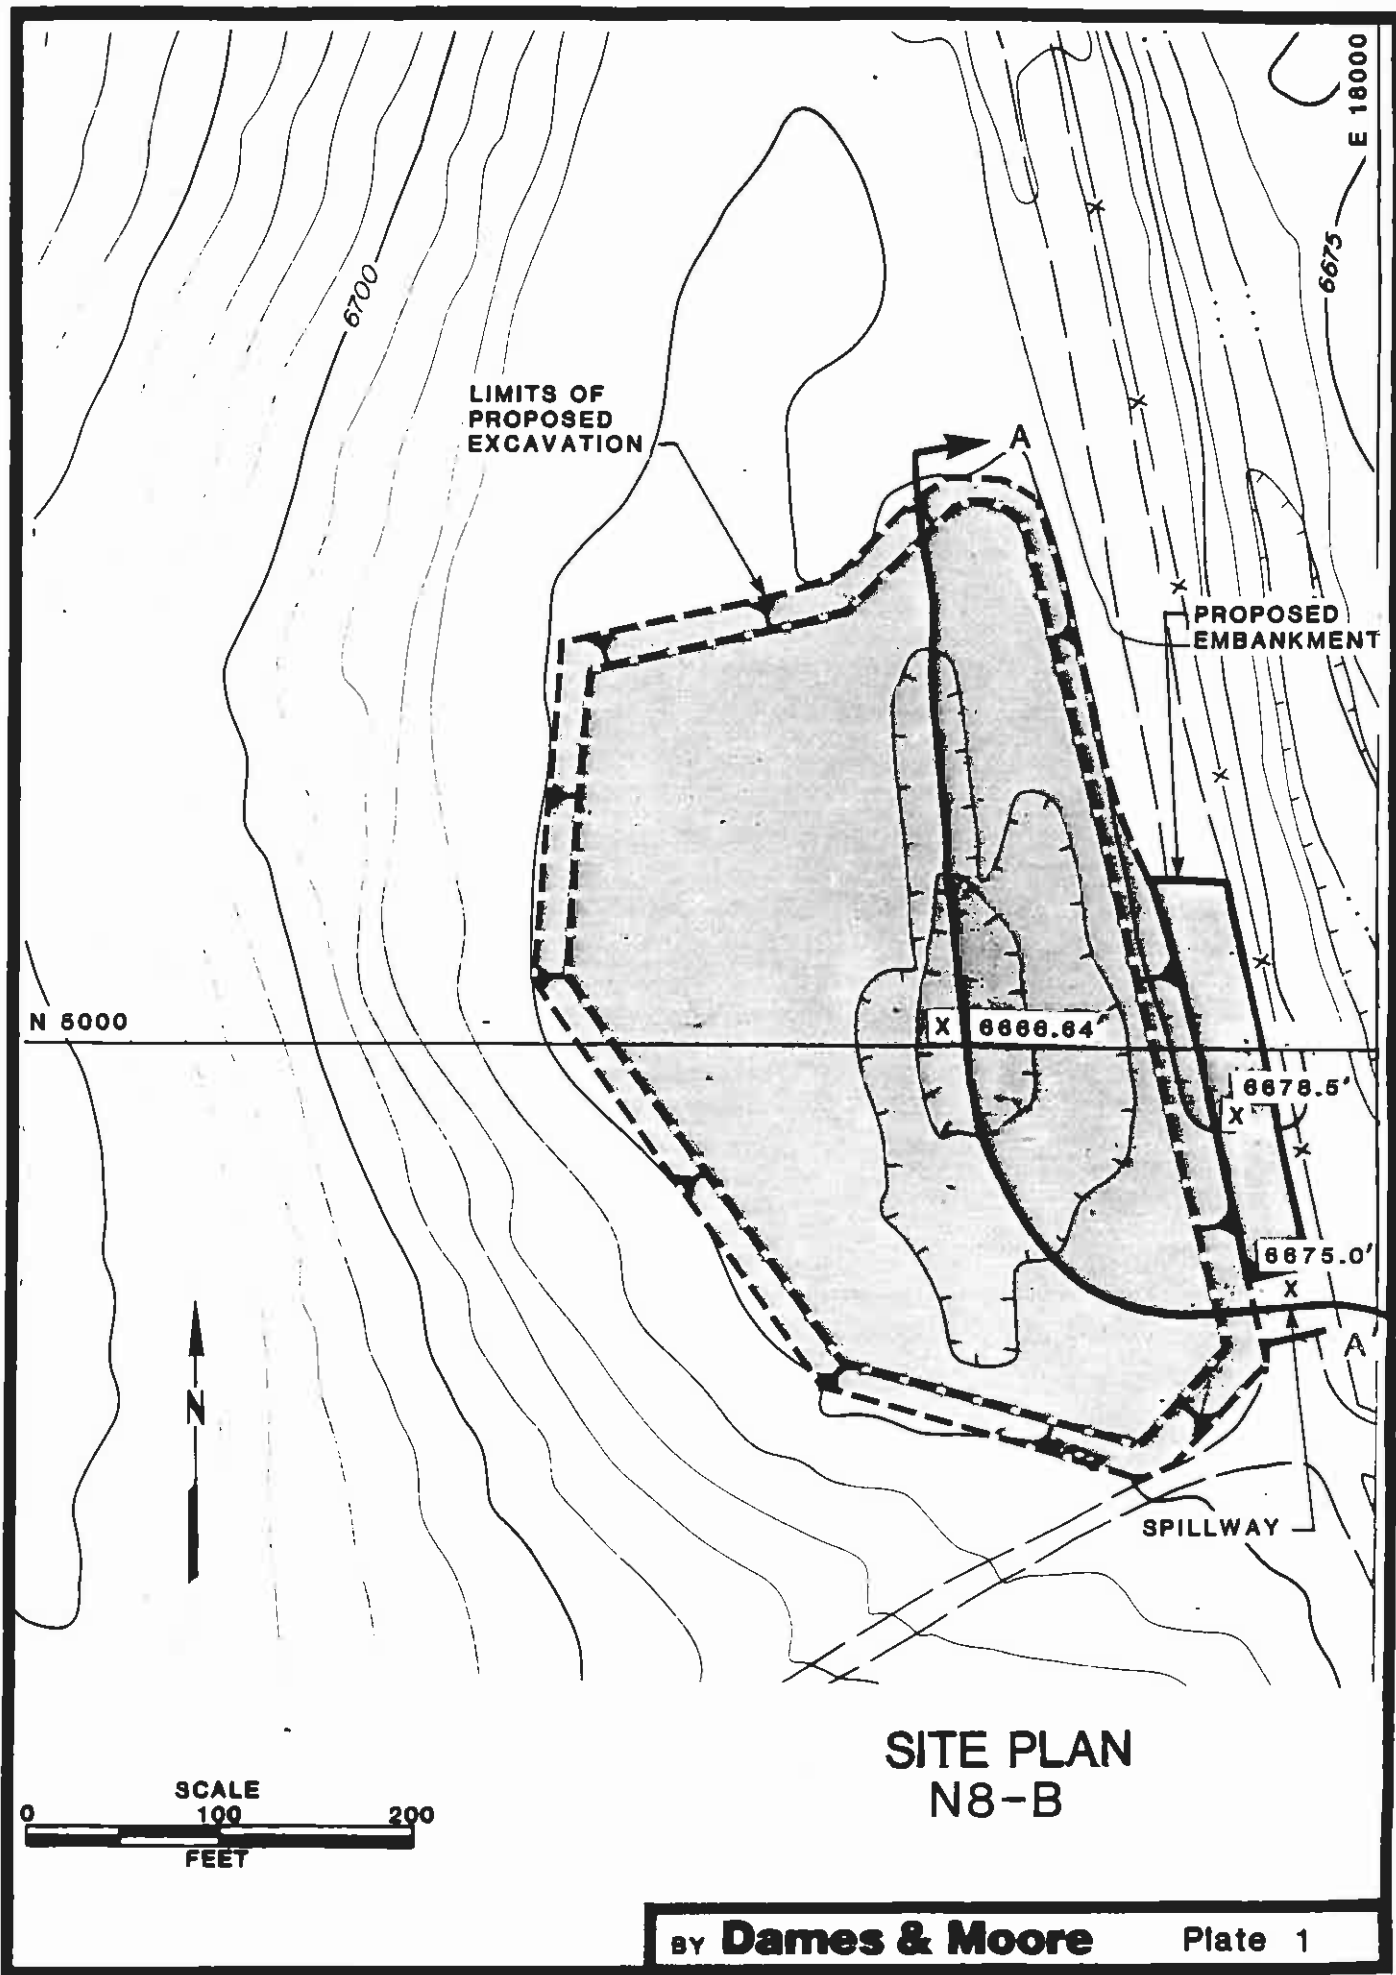 E 18000
6675
6700
LIMITS OF
PROPOSED
EXCAVATION
A
PROPOSED
EMBANKMENT
N 5000
X 6666.64'
6678.5'
X
6675.0'
X
A
N
SPILLWAY
SITE PLAN
N8-B
SCALE
0 100 200
FEET
BY Dames & Moore Plate 1